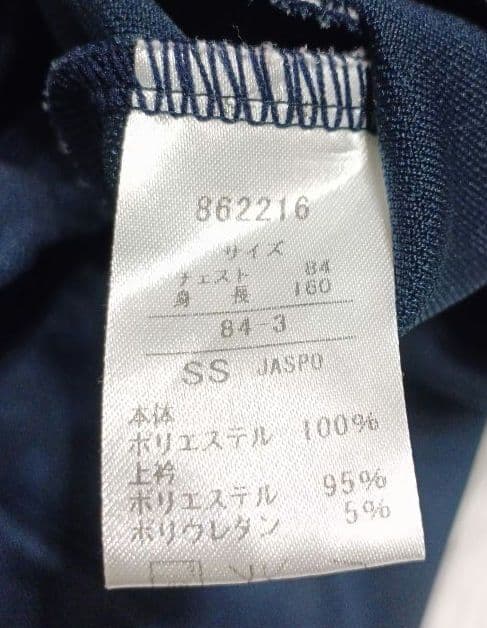 862216
サイズ
チェスト 84
身長 160
84-3
SS JASPO
本体
ポリエステル 100%
上衿
ポリエステル 95%
ポリウレタン 5%